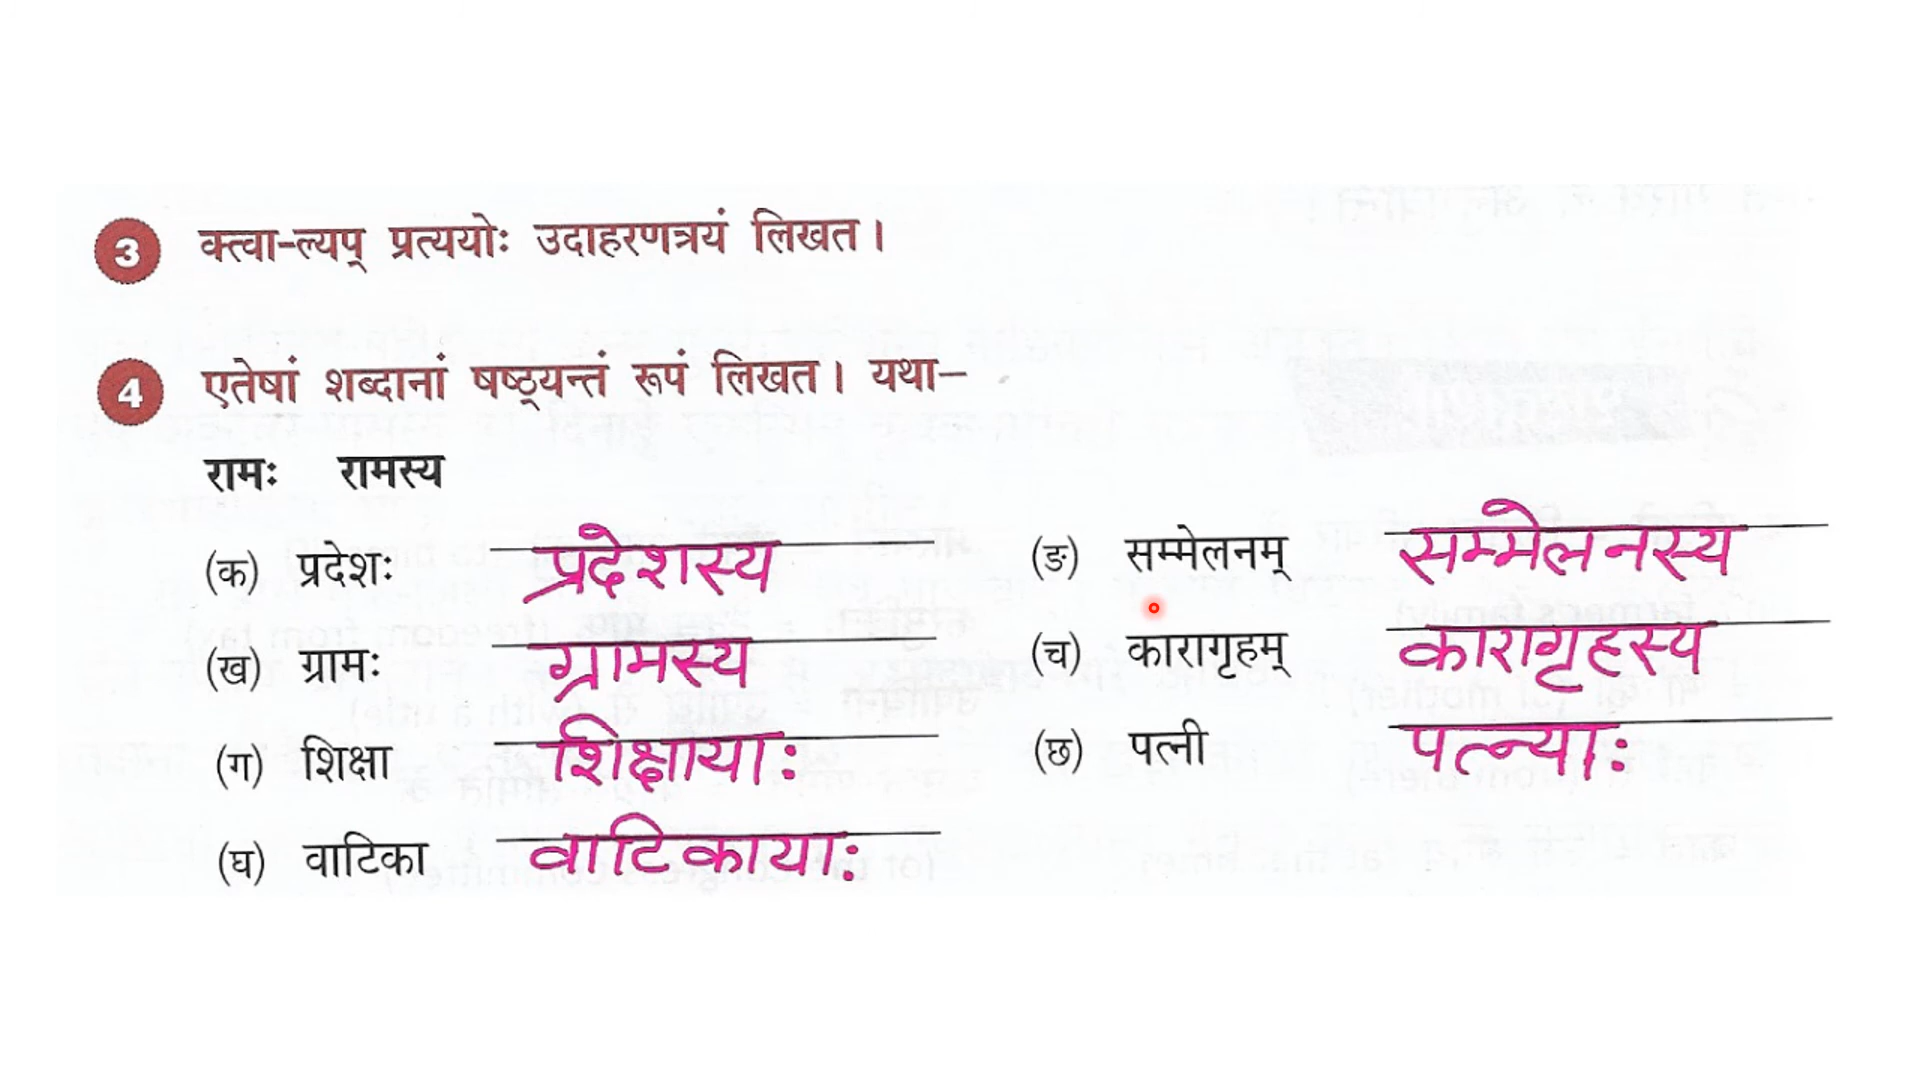 3 क्त्वा-ल्यप् प्रत्ययोः उदाहरणत्रयं लिखत।
4 एतेषां शब्दानां षष्ठ्यन्तं रूपं लिखत। यथा–
रामः रामस्य
(क) प्रदेशः प्रदेशस्य
(ख) ग्रामः ग्रामस्य
(ग) शिक्षा शिक्षायाः
(घ) वाटिका वाटिकायाः
(ङ) सम्मेलनम् सम्मेलनस्य
(च) कारागृहम् कारागृहस्य
(छ) पत्नी पत्न्याः